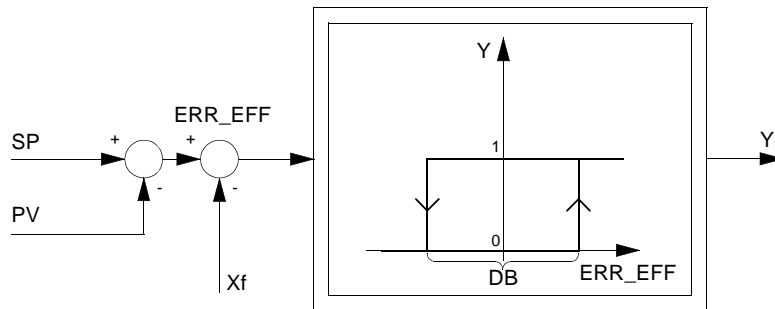 Y
ERR_EFF
SP
+
+
1
Y
-
-
PV
0
DB
ERR_EFF
Xf